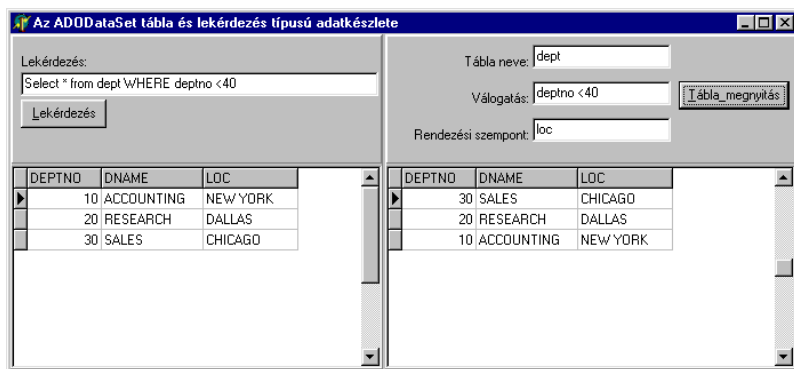 Az ADODataSet tábla és lekérdezés típusú adatkészlete
Lekérdezés:
Select * from dept WHERE deptno <40
Lekérdezés
Tábla neve: dept
Válogatás: deptno <40
Tábla_megnyitás
Rendezési szempont: loc
DEPTNO DNAME LOC
10 ACCOUNTING NEW YORK
20 RESEARCH DALLAS
30 SALES CHICAGO
DEPTNO DNAME LOC
30 SALES CHICAGO
20 RESEARCH DALLAS
10 ACCOUNTING NEW YORK